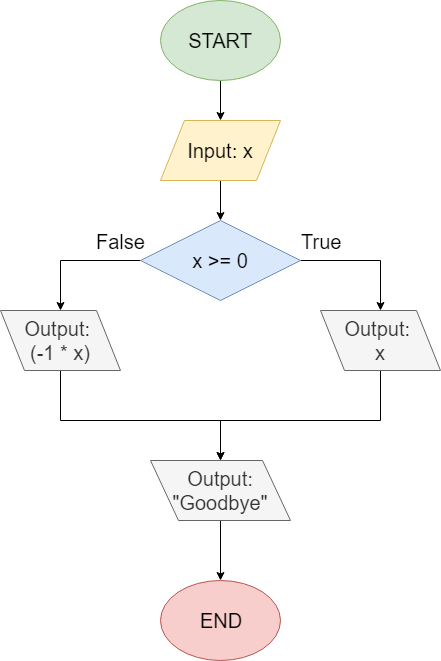 START
Input: x
False
True
x >= 0
Output:
(-1 * x)
Output:
x
Output:
"Goodbye"
END